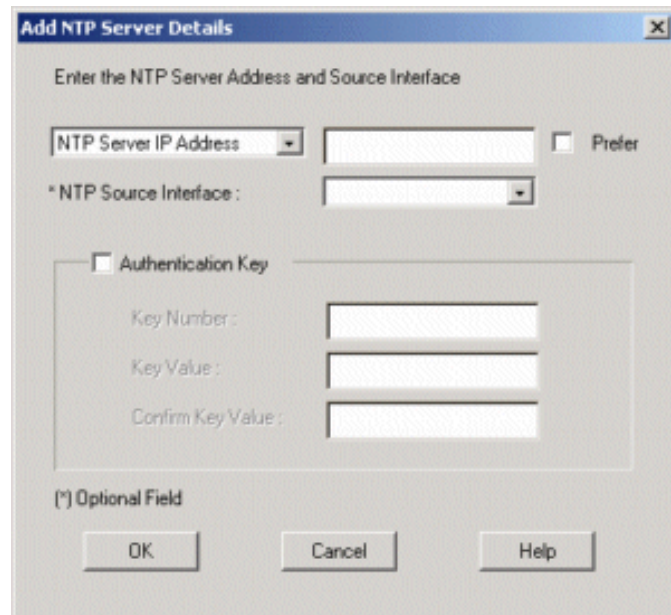 Add NTP Server Details
Enter the NTP Server Address and Source Interface
NTP Server IP Address Prefer
* NTP Source Interface :
Authentication Key
Key Number :
Key Value :
Confirm Key Value :
(*) Optional Field
OK Cancel Help